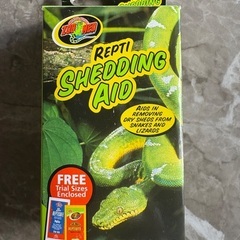 ZOO MED
REPTI
SHEDDING
AID
AIDS IN
REMOVING
DRY SHEDS FROM
SNAKES AND
LIZARDS
FREE
Trial Sizes
Enclosed